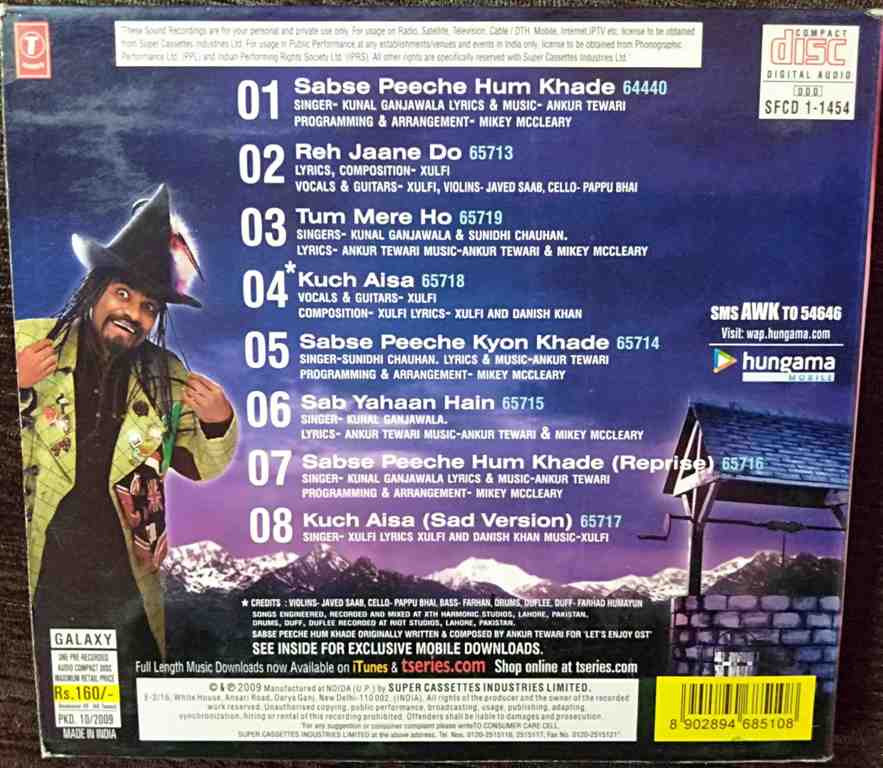 "These Sound Recordings are for your personal and private use only. For usage on Radio, Satellite, Television, Cable / DTH, Mobile, Internet,IPTV etc, license to be obtained
from Super Cassettes Industries Ltd. For usage in Public Performance at any establishments/venues and events in India only, license to be obtained from Phonographic
Performance Ltd. (PPL) and Indian Performing Rights Society Ltd. (IPRS). All other rights are specifically reserved with Super Cassettes Industries Ltd."
T
COMPACT
disc
DIGITAL AUDIO
DDD
SFCD 1-1454
01 Sabse Peeche Hum Khade 64440
SINGER- KUNAL GANJAWALA LYRICS & MUSIC- ANKUR TEWARI
PROGRAMMING & ARRANGEMENT- MIKEY MCCLEARY
02 Reh Jaane Do 65713
LYRICS, COMPOSITION- XULFI
VOCALS & GUITARS- XULFI, VIOLINS- JAVED SAAB, CELLO- PAPPU BHAI
03 Tum Mere Ho 65719
SINGERS- KUNAL GANJAWALA & SUNIDHI CHAUHAN.
LYRICS- ANKUR TEWARI MUSIC-ANKUR TEWARI & MIKEY MCCLEARY
04* Kuch Aisa 65718
VOCALS & GUITARS- XULFI
COMPOSITION- XULFI LYRICS- XULFI AND DANISH KHAN
05 Sabse Peeche Kyon Khade 65714
SINGER-SUNIDHI CHAUHAN. LYRICS & MUSIC-ANKUR TEWARI
PROGRAMMING & ARRANGEMENT- MIKEY MCCLEARY
06 Sab Yahaan Hain 65715
SINGER- KUNAL GANJAWALA.
LYRICS- ANKUR TEWARI MUSIC-ANKUR TEWARI & MIKEY MCCLEARY
07 Sabse Peeche Hum Khade (Reprise) 65716
SINGER- KUNAL GANJAWALA LYRICS & MUSIC-ANKUR TEWARI
PROGRAMMING & ARRANGEMENT- MIKEY MCCLEARY
08 Kuch Aisa (Sad Version) 65717
SINGER- XULFI LYRICS XULFI AND DANISH KHAN MUSIC-XULFI
SMS AWK TO 54646
Visit: wap.hungama.com
hungama
MOBILE
* CREDITS : VIOLINS- JAVED SAAB, CELLO- PAPPU BHAI, BASS- FARHAN, DRUMS, DUFLEE, DUFF- FARHAD HUMAYUN
SONGS ENGINEERED, RECORDED AND MIXED AT XTH HARMONIC STUDIOS, LAHORE, PAKISTAN.
DRUMS, DUFF, DUFLEE RECORDED AT RIOT STUDIOS, LAHORE, PAKISTAN.
SABSE PEECHE HUM KHADE ORIGINALLY WRITTEN & COMPOSED BY ANKUR TEWARI FOR 'LET'S ENJOY OST'
SEE INSIDE FOR EXCLUSIVE MOBILE DOWNLOADS.
Full Length Music Downloads now Available on iTunes & tseries.com Shop online at tseries.com
GALAXY
ONE PRE-RECORDED
AUDIO COMPACT DISC
MAXIMUM RETAIL PRICE
Rs.160/-
PKD. 10/2009
MADE IN INDIA
© & ℗ 2009 Manufactured at NOIDA (U.P.) by SUPER CASSETTES INDUSTRIES LIMITED,
E-2/16, White House, Ansari Road, Darya Ganj, New Delhi-110 002. (INDIA). All rights of the producer and the owner of the recorded
work reserved. Unauthorised copying, public performance, broadcasting, usage, publishing, adapting,
synchronization, hiring or rental of this recording prohibited. Offenders shall be liable to damages and prosecution.
"For any suggestion or consumer complaint please writeTO CONSUMER CARE CELL,
SUPER CASSETTES INDUSTRIES LIMITED at the above address, Tel. Nos. 0120-2515116, 2515117, Fax No. 0120-2515121"
8 902894 685108